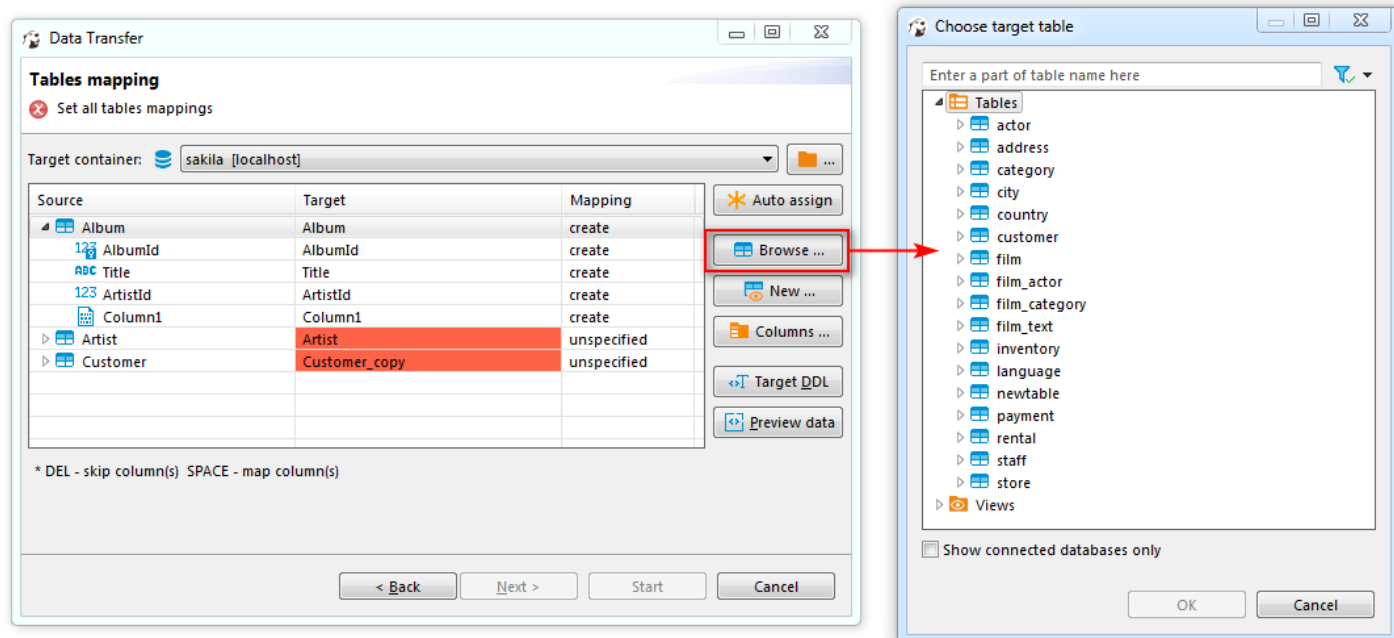 Data Transfer
Tables mapping
Set all tables mappings
Target container: sakila [localhost] ...
Source Target Mapping
Album Album create
123 AlbumId AlbumId create
ABC Title Title create
123 ArtistId ArtistId create
Column1 Column1 create
Artist Artist unspecified
Customer Customer_copy unspecified
Auto assign
Browse ...
New ...
Columns ...
Target DDL
Preview data
* DEL - skip column(s) SPACE - map column(s)
< Back Next > Start Cancel
Choose target table
Enter a part of table name here
Tables
actor
address
category
city
country
customer
film
film_actor
film_category
film_text
inventory
language
newtable
payment
rental
staff
store
Views
Show connected databases only
OK Cancel